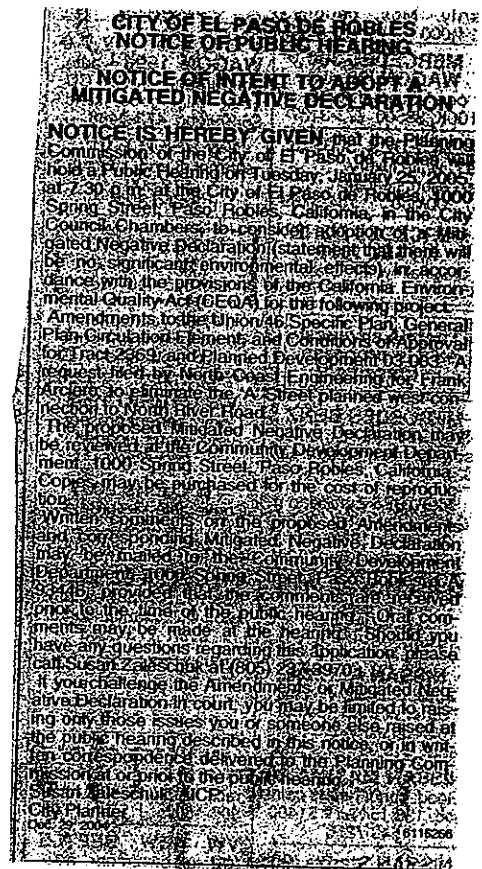 CITY OF EL PASO DE ROBLES
NOTICE OF PUBLIC HEARING
NOTICE OF INTENT TO ADOPT A
MITIGATED NEGATIVE DECLARATION
NOTICE IS HEREBY GIVEN that the Planning
Commission of the City of El Paso de Robles will
hold a Public Hearing on Tuesday, January 25, 2005,
at 7:30 p.m. at the City of El Paso de Robles, 1000
Spring Street, Paso Robles, California, in the City
Council Chambers, to consider adoption of a Miti-
gated Negative Declaration (statement that there will
be no significant environmental effects) in accor-
dance with the provisions of the California Environ-
mental Quality Act (CEQA) for the following project:
Amendments to the Union/46 Specific Plan, General
Plan Circulation Element, and Conditions of Approval
for Tract and Planned Development A
request filed by North Coast Engineering for Frank
Arciero to eliminate the "A" Street planned west con-
nection to North River Road.
The proposed Mitigated Negative Declaration may
be reviewed at the Community Development Depart-
ment, 1000 Spring Street, Paso Robles, California.
Copies may be purchased for the cost of reproduc-
tion.
Written comments on the proposed Amendments
and corresponding Mitigated Negative Declaration
may be mailed to the Community Development
Department, 1000 Spring Street, Paso Robles, CA
93446, provided that the comments are received
prior to the time of the public hearing. Oral com-
ments may be made at the hearing. Should you
have any questions regarding this application, please
call Susan Zaleschuk at (805)
If you challenge the Amendments or Mitigated Neg-
ative Declaration in court, you may be limited to rais-
ing only those issues you or someone else raised at
the public hearing described in this notice, or in writ-
ten correspondence delivered to the Planning Com-
mission at or prior to the public hearing.
Susan Zaleschuk, AICP
City Planner
Dec. 2004 6116266